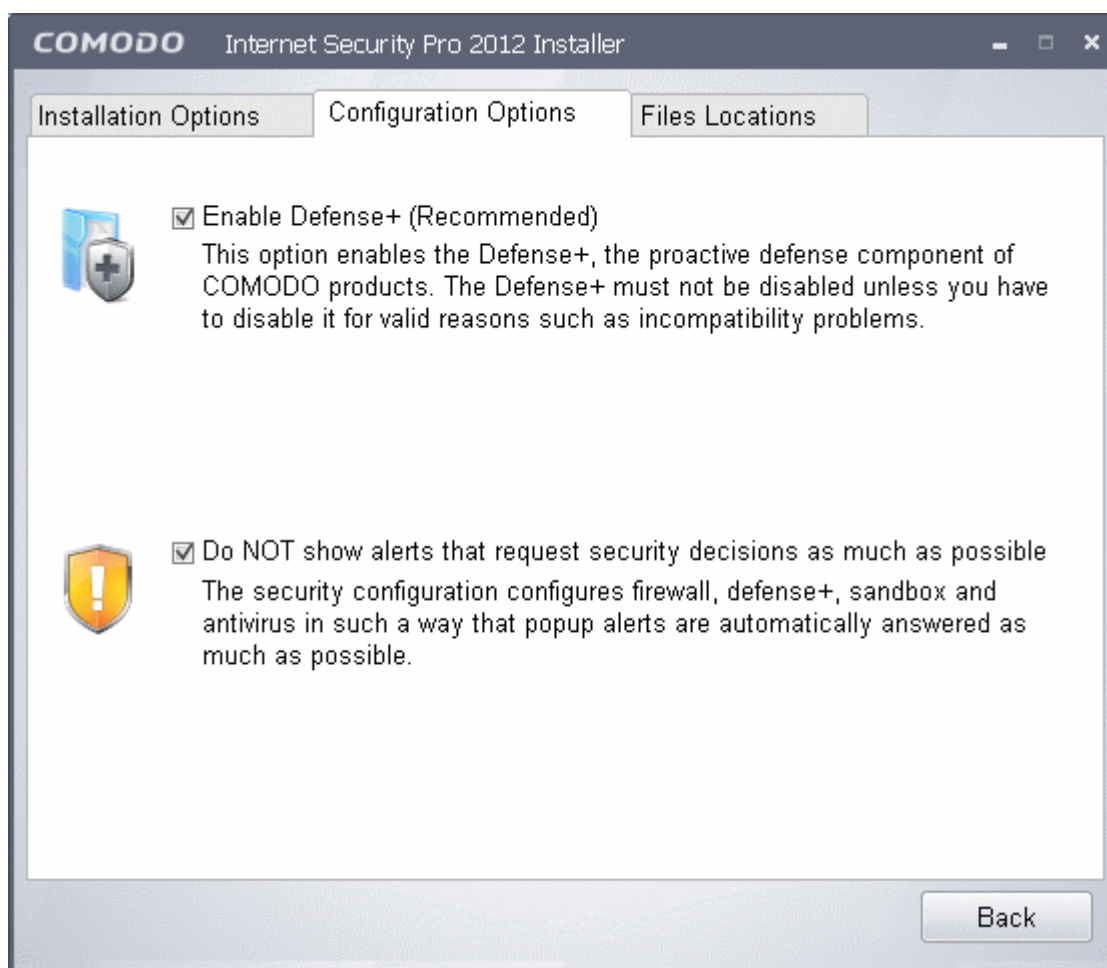 COMODO Internet Security Pro 2012 Installer
Installation Options Configuration Options Files Locations
Enable Defense+ (Recommended)
This option enables the Defense+, the proactive defense component of
COMODO products. The Defense+ must not be disabled unless you have
to disable it for valid reasons such as incompatibility problems.
Do NOT show alerts that request security decisions as much as possible
The security configuration configures firewall, defense+, sandbox and
antivirus in such a way that popup alerts are automatically answered as
much as possible.
Back